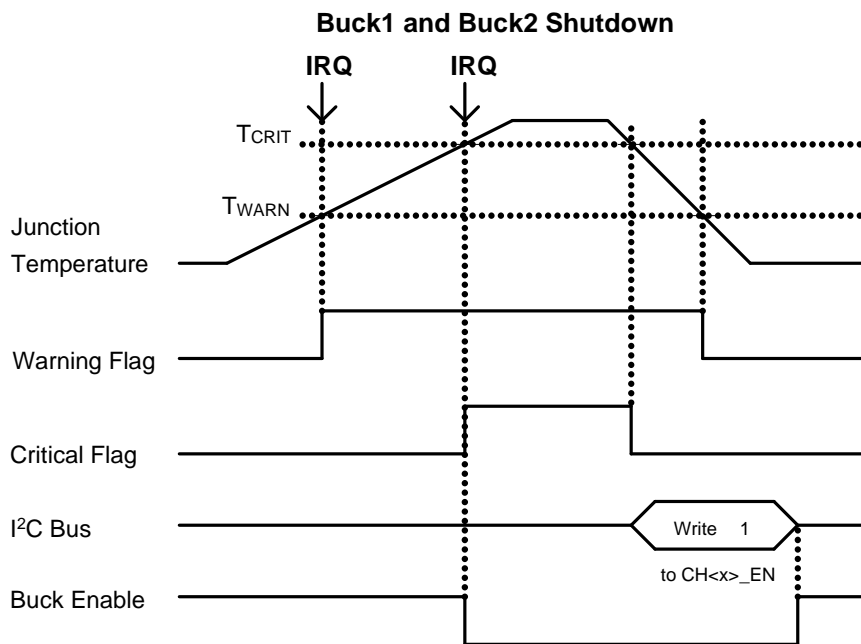 Buck1 and Buck2 Shutdown
IRQ IRQ
TCRIT
TWARN
Junction
Temperature
Warning Flag
Critical Flag
I²C Bus
Write 1
to CH<x>_EN
Buck Enable